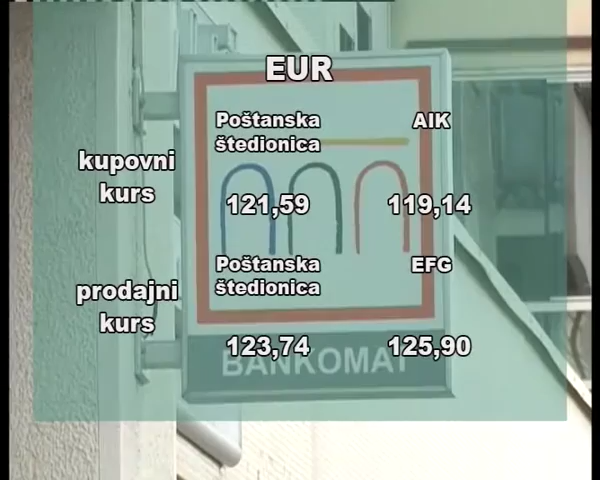 EUR
Poštanska štedionica
AIK
kupovni kurs
121,59
119,14
Poštanska štedionica
EFG
prodajni kurs
123,74
125,90
BANKOMAT